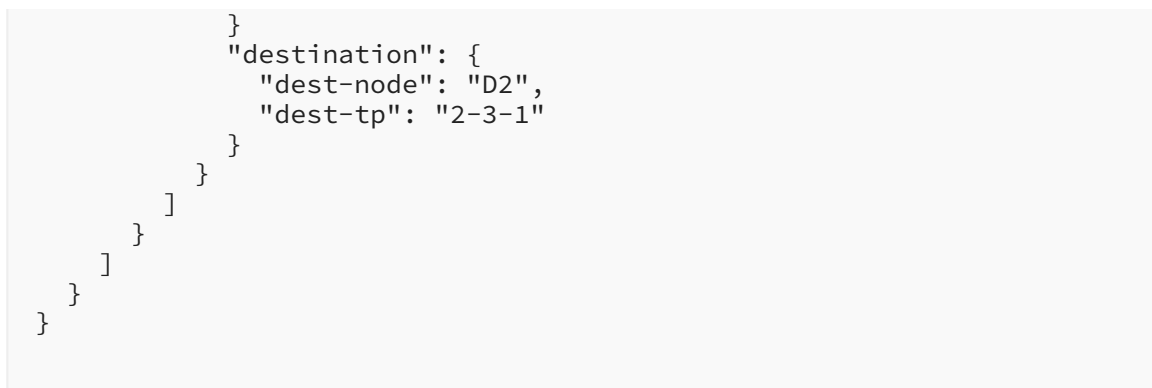 }
            "destination": {
              "dest-node": "D2",
              "dest-tp": "2-3-1"
            }
          }
        ]
      }
    ]
  }
}